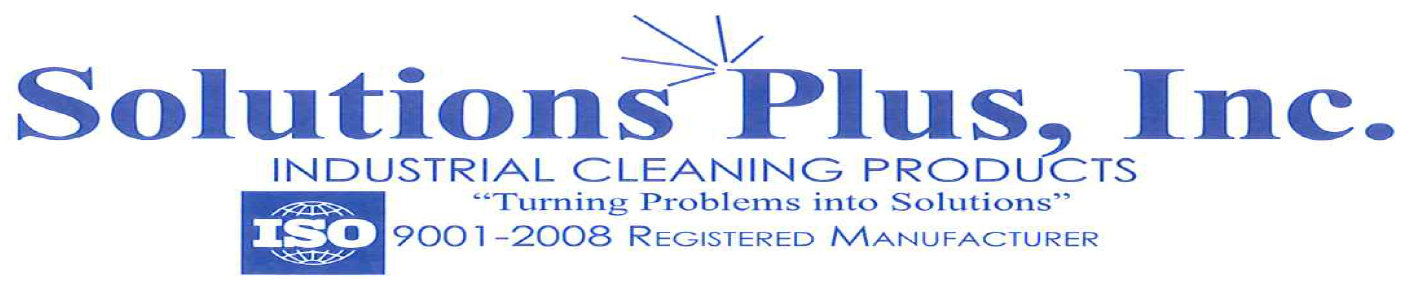 Solutions Plus, Inc.
INDUSTRIAL CLEANING PRODUCTS
“Turning Problems into Solutions”
ISO 9001-2008 REGISTERED MANUFACTURER